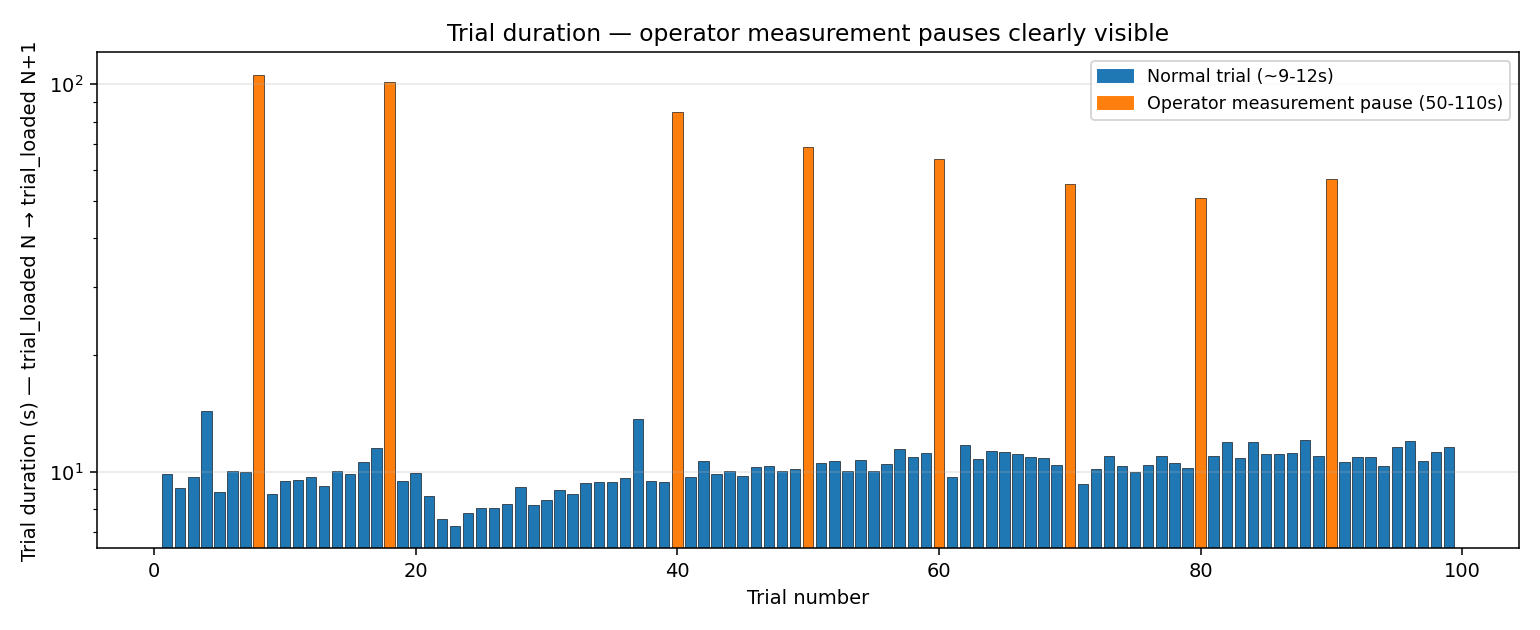 Trial duration — operator measurement pauses clearly visible
Trial duration (s) — trial_loaded N → trial_loaded N+1
10²
10¹
Normal trial (~9-12s)
Operator measurement pause (50-110s)
0 20 40 60 80 100
Trial number